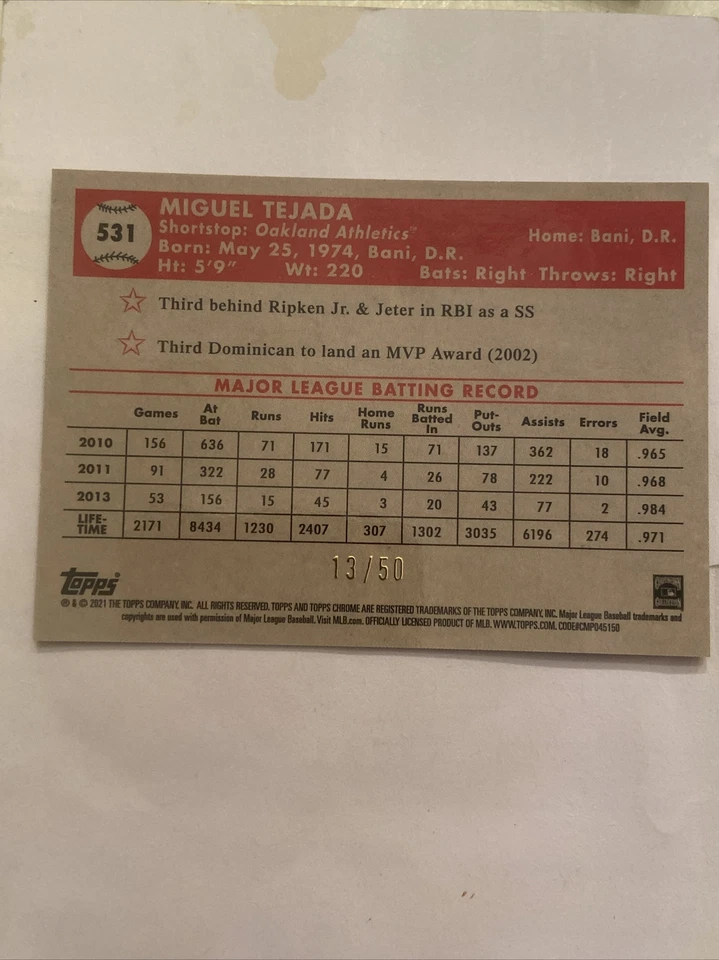 531
MIGUEL TEJADA
Shortstop: Oakland Athletics™ Home: Bani, D.R.
Born: May 25, 1974, Bani, D.R.
Ht: 5'9" Wt: 220 Bats: Right Throws: Right
☆ Third behind Ripken Jr. & Jeter in RBI as a SS
☆ Third Dominican to land an MVP Award (2002)
MAJOR LEAGUE BATTING RECORD
Games At Bat Runs Hits Home Runs Runs Batted In Put-Outs Assists Errors Field Avg.
2010 156 636 71 171 15 71 137 362 18 .965
2011 91 322 28 77 4 26 78 222 10 .968
2013 53 156 15 45 3 20 43 77 2 .984
LIFE-TIME 2171 8434 1230 2407 307 1302 3035 6196 274 .971
13/50
Topps
℗ & © 2021 THE TOPPS COMPANY, INC. ALL RIGHTS RESERVED. TOPPS AND TOPPS CHROME ARE REGISTERED TRADEMARKS OF THE TOPPS COMPANY, INC. Major League Baseball trademarks and
copyrights are used with permission of Major League Baseball. Visit MLB.com. OFFICIALLY LICENSED PRODUCT OF MLB. WWW.TOPPS.COM. CODE#CMP045150